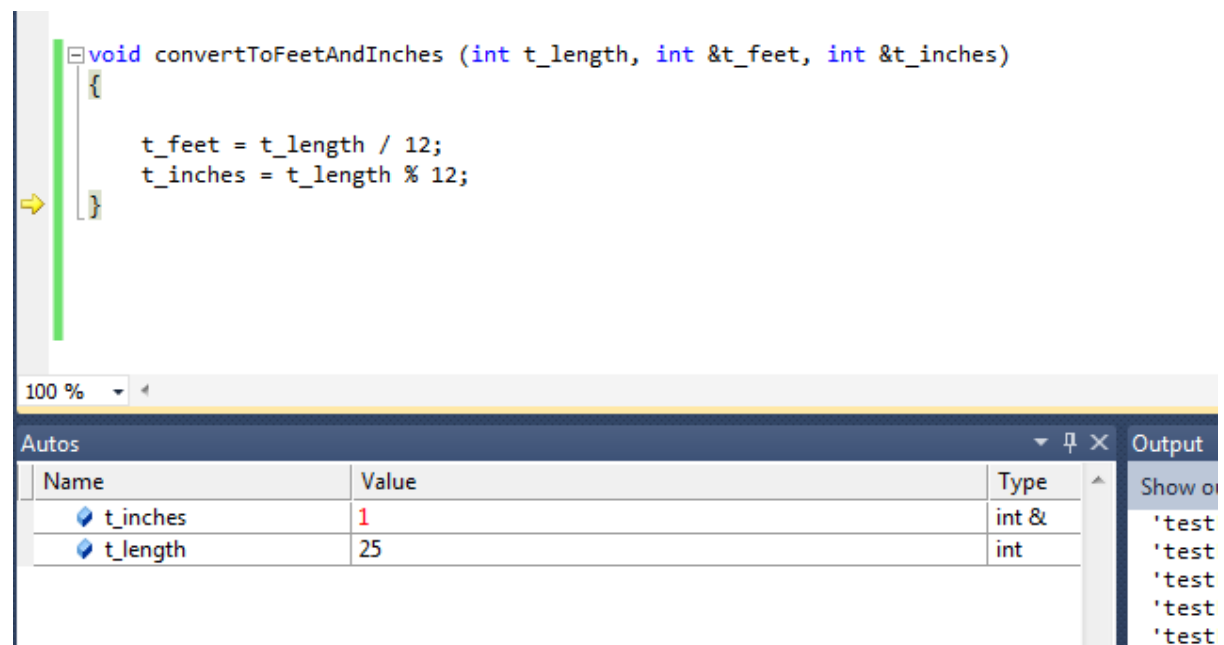 void convertToFeetAndInches (int t_length, int &t_feet, int &t_inches)
{
t_feet = t_length / 12;
t_inches = t_length % 12;
}
100 %
Autos
Name Value Type
t_inches 1 int &
t_length 25 int
Output
Show ou
'test
'test
'test
'test
'test